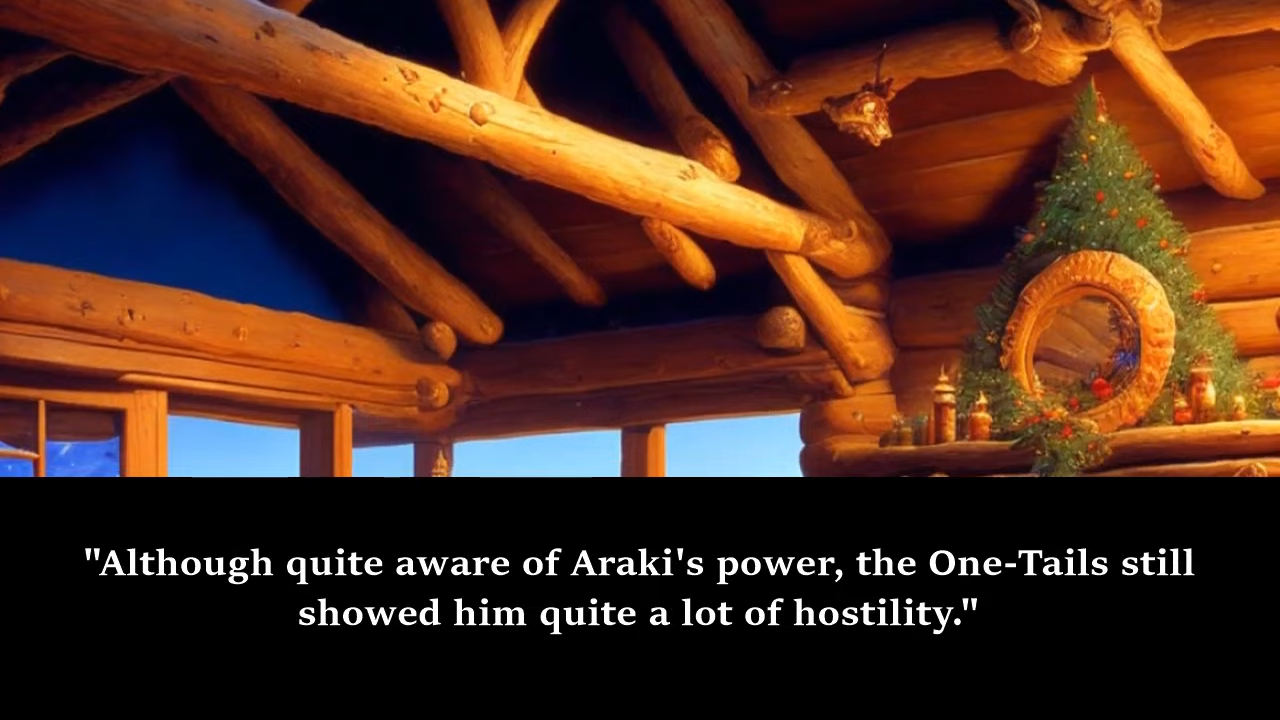 "Although quite aware of Araki's power, the One-Tails still
showed him quite a lot of hostility."